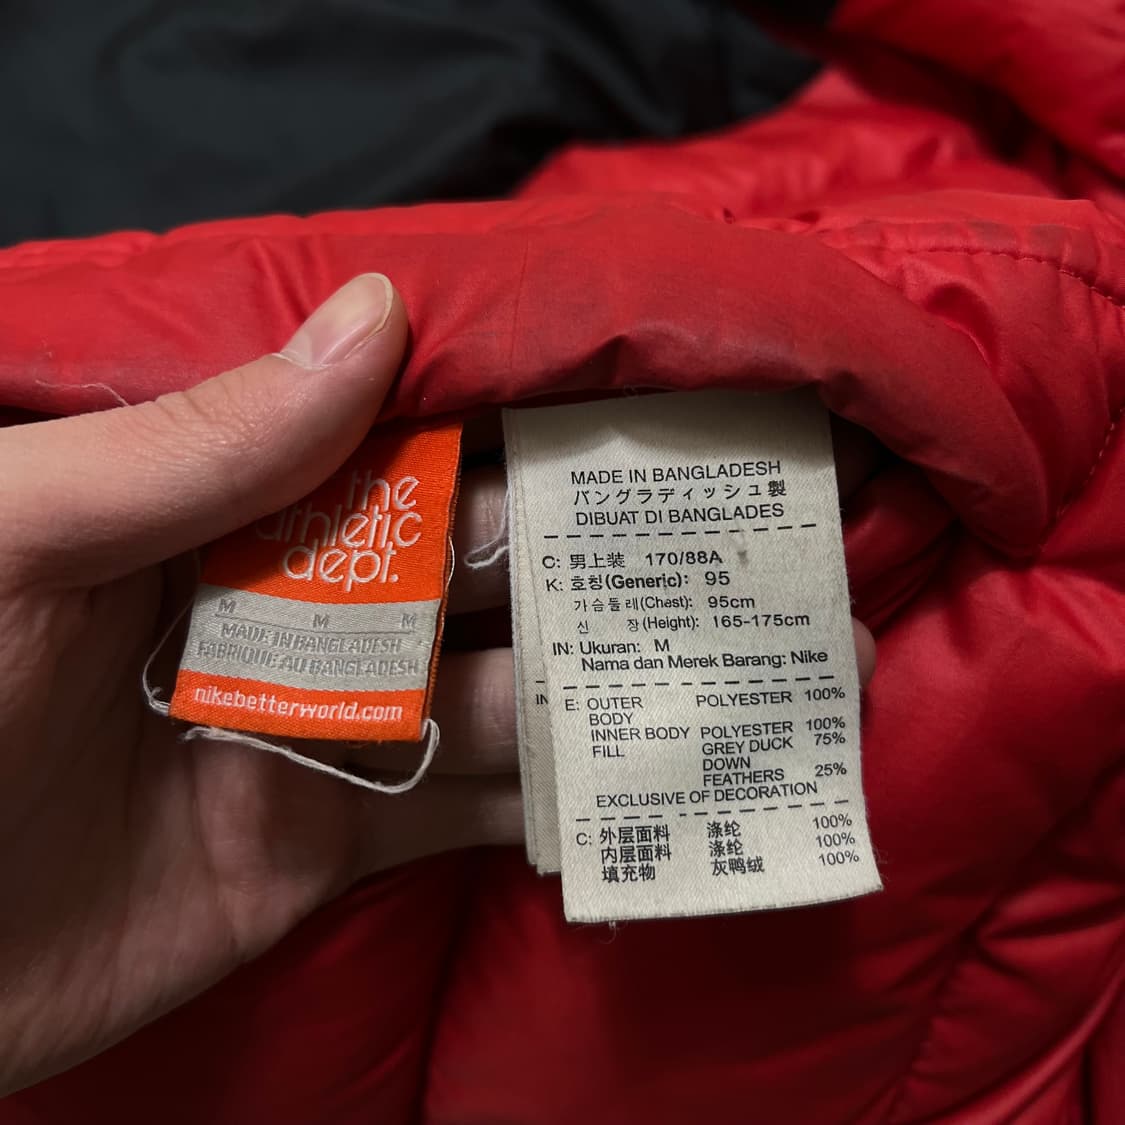 the
athletic
dept.
M M M
MADE IN BANGLADESH
FABRIQUE AU BANGLADESH
nikebetterworld.com
MADE IN BANGLADESH
バングラディッシュ製
DIBUAT DI BANGLADES
C: 男上装 170/88A
K: 호칭(Generic): 95
가슴둘레(Chest): 95cm
신 장(Height): 165-175cm
IN: Ukuran: M
Nama dan Merek Barang: Nike
IN
E: OUTER POLYESTER 100%
BODY
INNER BODY POLYESTER 100%
FILL GREY DUCK 75%
DOWN
FEATHERS 25%
EXCLUSIVE OF DECORATION
C: 外层面料 涤纶 100%
内层面料 涤纶 100%
填充物 灰鸭绒 100%